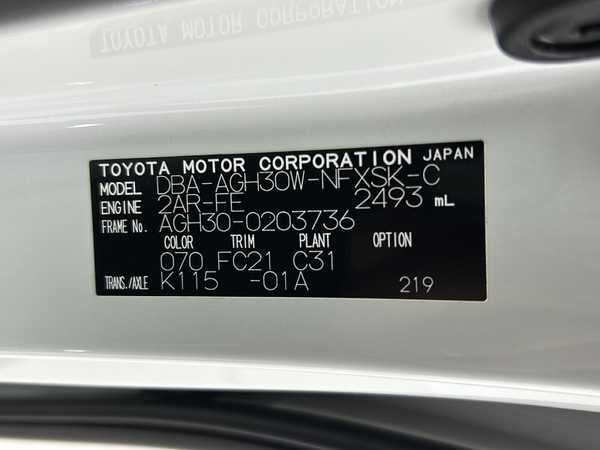 TOYOTA MOTOR CORPORATION
TOYOTA MOTOR CORPORATION JAPAN
MODEL DBA-AGH30W-NFXSK-C
ENGINE 2AR-FE 2493 mL
FRAME No. AGH30-0203736
COLOR TRIM PLANT OPTION
070 FC21 C31
TRANS./AXLE K115 -01A 219